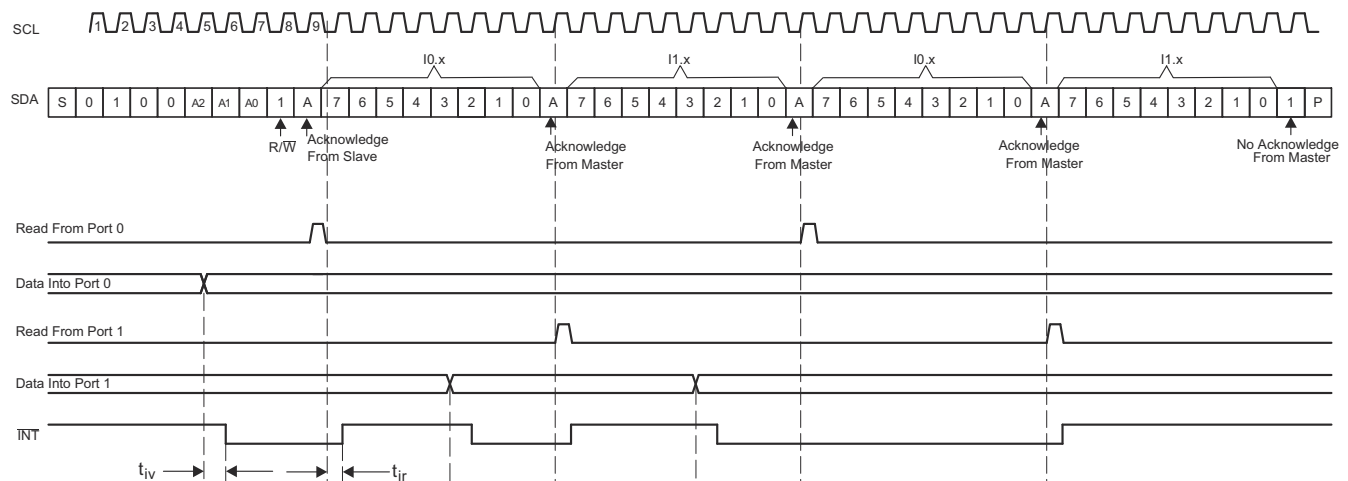 SCL 1 2 3 4 5 6 7 8 9
I0.x I1.x I0.x I1.x
SDA S 0 1 0 0 A2 A1 A0 1 A 7 6 5 4 3 2 1 0 A 7 6 5 4 3 2 1 0 A 7 6 5 4 3 2 1 0 A 7 6 5 4 3 2 1 0 1 P
R/W̅ Acknowledge Acknowledge Acknowledge Acknowledge No Acknowledge
From Slave From Master From Master From Master From Master
Read From Port 0
Data Into Port 0
Read From Port 1
Data Into Port 1
I̅N̅T̅
tiv tir